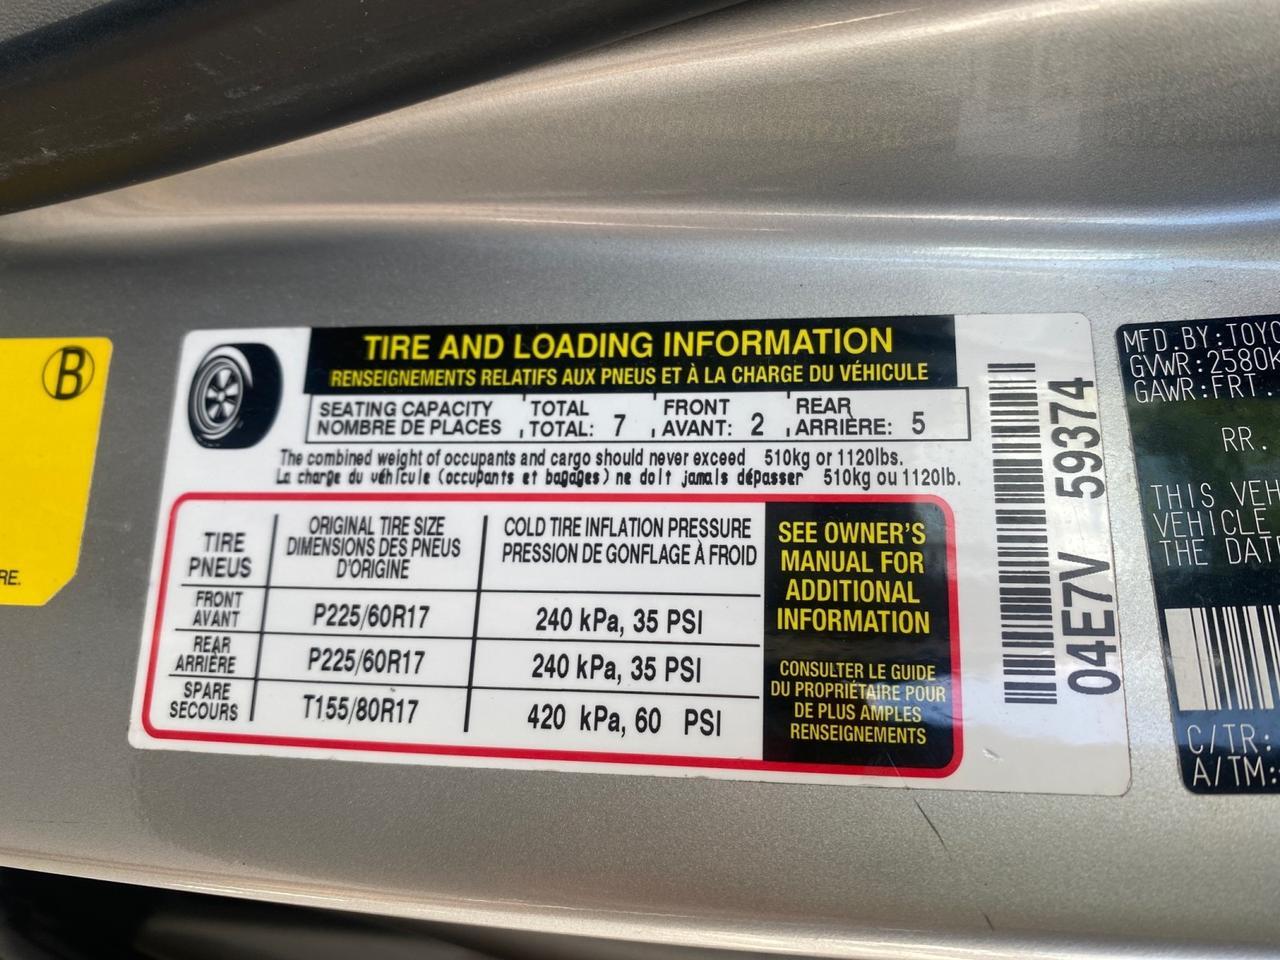 B
RE.
TIRE AND LOADING INFORMATION
RENSEIGNEMENTS RELATIFS AUX PNEUS ET À LA CHARGE DU VÉHICULE
SEATING CAPACITY TOTAL FRONT REAR
NOMBRE DE PLACES TOTAL: 7 AVANT: 2 ARRIÈRE: 5
The combined weight of occupants and cargo should never exceed 510kg or 1120lbs.
La charge du véhicule (occupants et bagages) ne doit jamais dépasser 510kg ou 1120lb.
TIRE
PNEUS
ORIGINAL TIRE SIZE
DIMENSIONS DES PNEUS
D'ORIGINE
COLD TIRE INFLATION PRESSURE
PRESSION DE GONFLAGE À FROID
FRONT
AVANT
P225/60R17
240 kPa, 35 PSI
REAR
ARRIÈRE
P225/60R17
240 kPa, 35 PSI
SPARE
SECOURS
T155/80R17
420 kPa, 60 PSI
SEE OWNER'S
MANUAL FOR
ADDITIONAL
INFORMATION
CONSULTER LE GUIDE
DU PROPRIÉTAIRE POUR
DE PLUS AMPLES
RENSEIGNEMENTS
04E7V 59374
MFD.BY:TOYO
GVWR:2580K
GAWR:FRT.
RR.
THIS VEH
VEHICLE
THE DATE
C/TR:
A/TM: